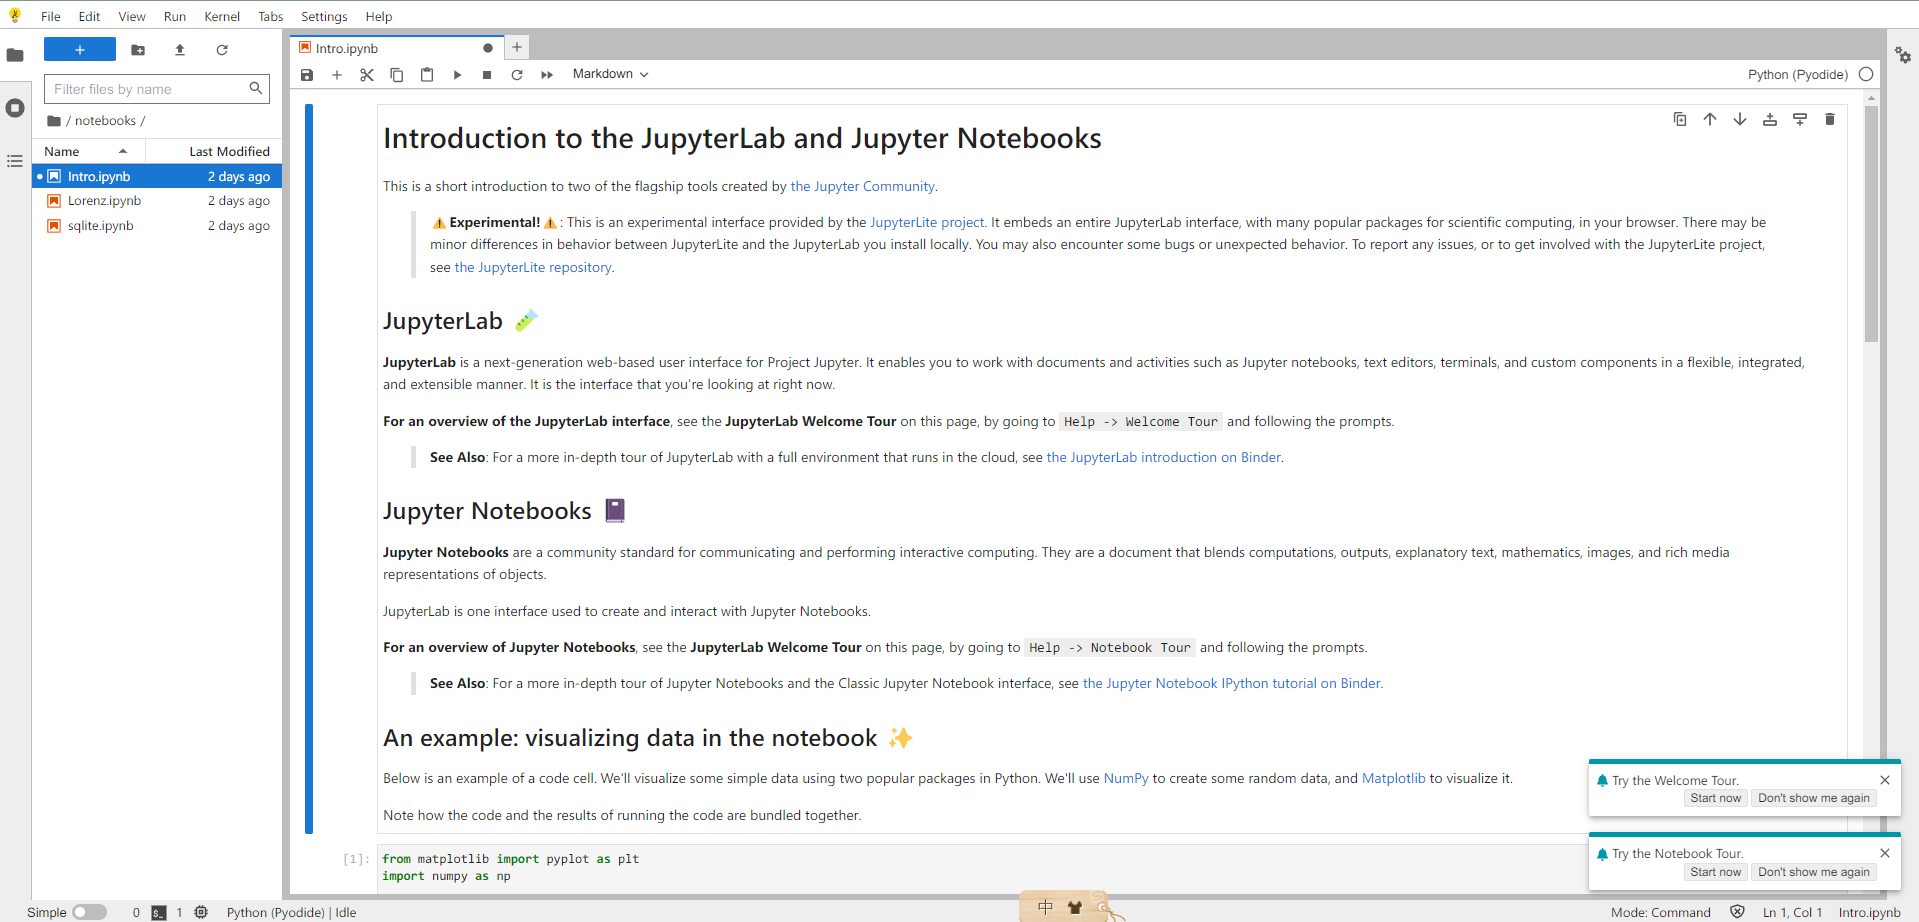 File Edit View Run Kernel Tabs Settings Help
Filter files by name
/ notebooks /
Name Last Modified
Intro.ipynb 2 days ago
Lorenz.ipynb 2 days ago
sqlite.ipynb 2 days ago
Intro.ipynb
Markdown
Python (Pyodide)
Introduction to the JupyterLab and Jupyter Notebooks
This is a short introduction to two of the flagship tools created by the Jupyter Community.
⚠️Experimental!⚠️: This is an experimental interface provided by the JupyterLite project. It embeds an entire JupyterLab interface, with many popular packages for scientific computing, in your browser. There may be
minor differences in behavior between JupyterLite and the JupyterLab you install locally. You may also encounter some bugs or unexpected behavior. To report any issues, or to get involved with the JupyterLite project,
see the JupyterLite repository.
JupyterLab 🧪
JupyterLab is a next-generation web-based user interface for Project Jupyter. It enables you to work with documents and activities such as Jupyter notebooks, text editors, terminals, and custom components in a flexible, integrated,
and extensible manner. It is the interface that you're looking at right now.
For an overview of the JupyterLab interface, see the JupyterLab Welcome Tour on this page, by going to Help -> Welcome Tour and following the prompts.
See Also: For a more in-depth tour of JupyterLab with a full environment that runs in the cloud, see the JupyterLab introduction on Binder.
Jupyter Notebooks 📓
Jupyter Notebooks are a community standard for communicating and performing interactive computing. They are a document that blends computations, outputs, explanatory text, mathematics, images, and rich media
representations of objects.
JupyterLab is one interface used to create and interact with Jupyter Notebooks.
For an overview of Jupyter Notebooks, see the JupyterLab Welcome Tour on this page, by going to Help -> Notebook Tour and following the prompts.
See Also: For a more in-depth tour of Jupyter Notebooks and the Classic Jupyter Notebook interface, see the Jupyter Notebook IPython tutorial on Binder.
An example: visualizing data in the notebook ✨
Below is an example of a code cell. We'll visualize some simple data using two popular packages in Python. We'll use NumPy to create some random data, and Matplotlib to visualize it.
Note how the code and the results of running the code are bundled together.
[1]: from matplotlib import pyplot as plt
import numpy as np
Try the Welcome Tour.
Start now Don't show me again
Try the Notebook Tour.
Start now Don't show me again
中
Simple 0 1 Python (Pyodide) | Idle Mode: Command Ln 1, Col 1 Intro.ipynb